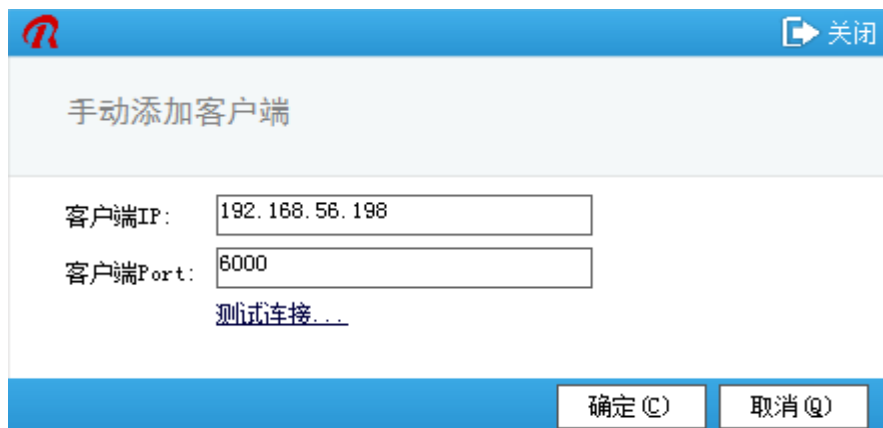 关闭
手动添加客户端
客户端IP: 192.168.56.198
客户端Port: 6000
测试连接...
确定(C) 取消(Q)